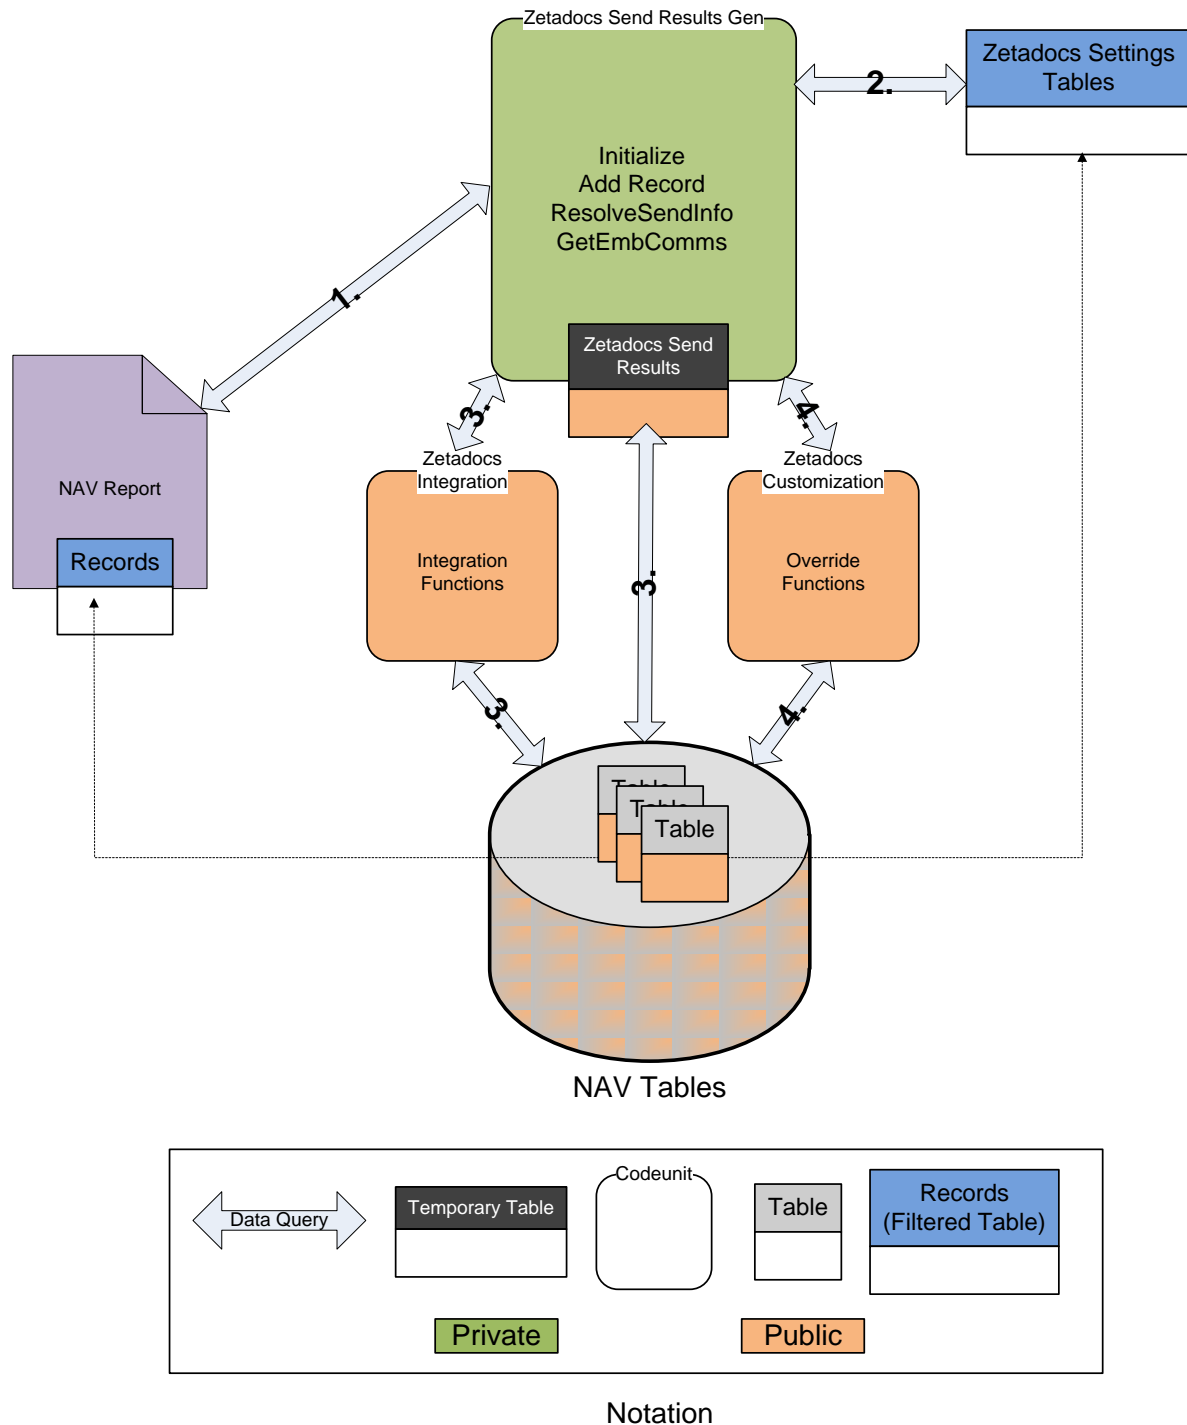 Zetadocs Send Results Gen
Zetadocs Settings
Tables
2.
Initialize
Add Record
ResolveSendInfo
GetEmbComms
1.
Zetadocs Send
Results
NAV Report
Records
3.
4.
Zetadocs
Integration
Zetadocs
Customization
Integration
Functions
3.
Override
Functions
3.
4.
Table
Table
Table
NAV Tables
Data Query
Temporary Table
Codeunit
Table
Records
(Filtered Table)
Private
Public
Notation